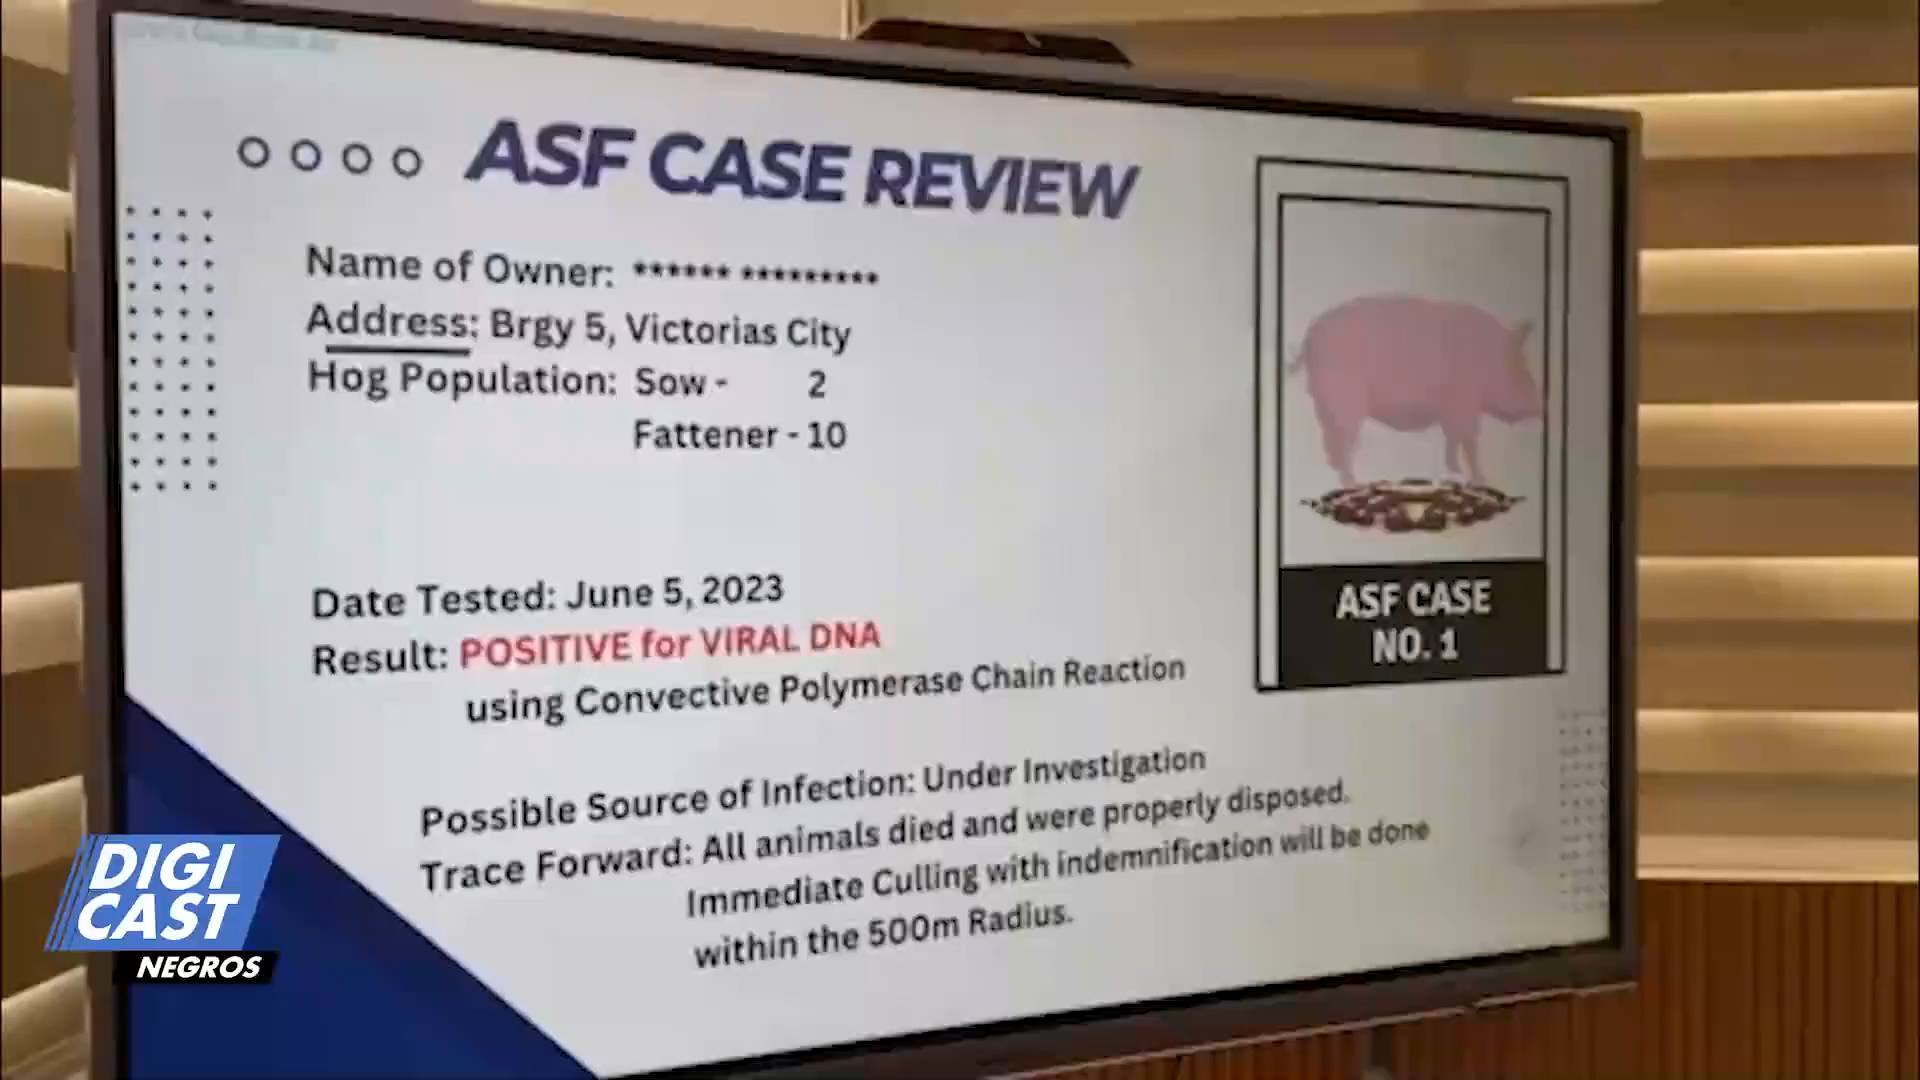 ASF CASE REVIEW
Name of Owner: ****** *********
Address: Brgy 5, Victorias City
Hog Population: Sow - 2
Fattener - 10
Date Tested: June 5, 2023
Result: POSITIVE for VIRAL DNA
using Convective Polymerase Chain Reaction
Possible Source of Infection: Under Investigation
Trace Forward: All animals died and were properly disposed.
Immediate Culling with indemnification will be done
within the 500m Radius.
ASF CASE
NO. 1
DIGI
CAST
NEGROS